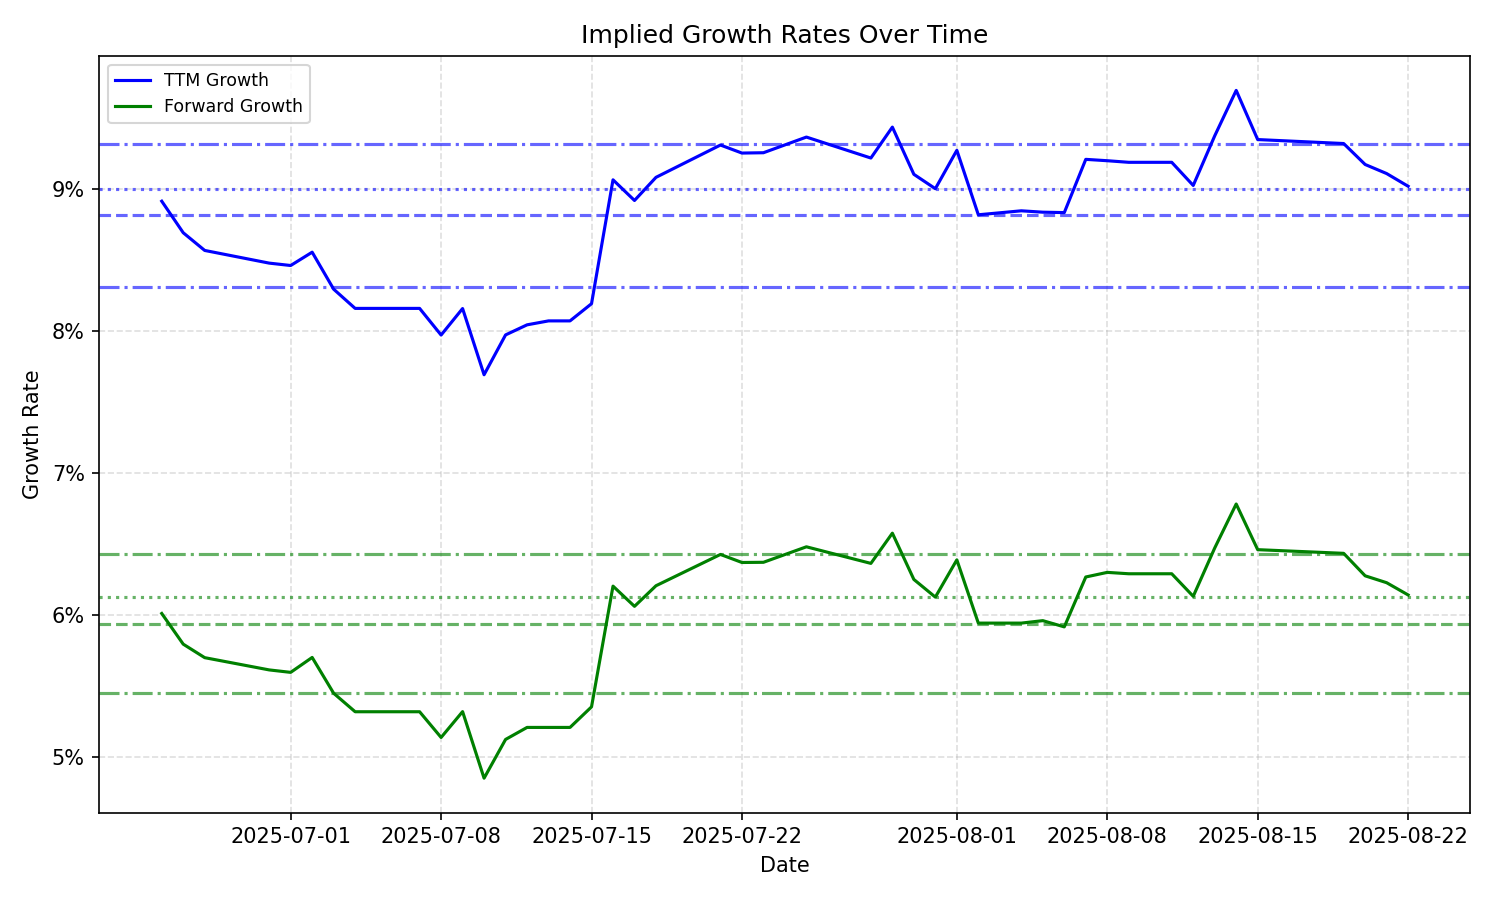 Implied Growth Rates Over Time
TTM Growth
Forward Growth
9%
8%
7%
6%
5%
Growth Rate
2025-07-01 2025-07-08 2025-07-15 2025-07-22 2025-08-01 2025-08-08 2025-08-15 2025-08-22
Date